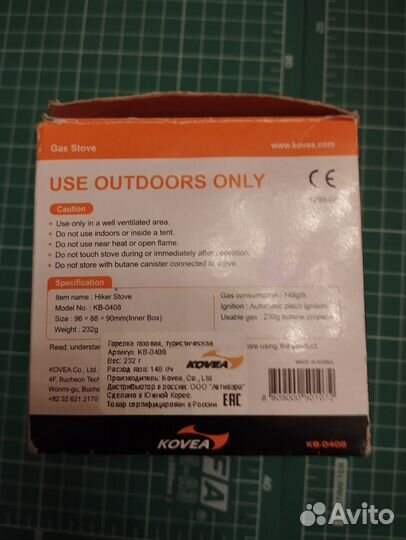 Gas Stove
www.kovea.com
USE OUTDOORS ONLY
CE
Caution
• Use only in a well ventilated area.
• Do not use indoors or inside a tent.
• Do not use near heat or open flame.
• Do not touch stove during or immediately after operation.
• Do not store with butane canister connected to stove.
Specification
Item name : Hiker Stove
Model No. : KB-0408
Size : 96 × 88 × 90mm(Inner Box)
Weight : 232g
Gas consumption : 148g/h
Ignition : Automatic piezo ignition
Usable gas : 230g butane propane
Read, understand
are using the product.
KOVEA Co., Ltd.
4F, Bucheon Tech
Wonmi-gu, Bucheon
+82 32 621 2170
Горелка газовая, туристическая
Артикул: KB-0408
Вес: 232 г
Расход газа: 148 г/ч
Производитель: Kovea, Co., Ltd
Дистрибьютор в России: ООО "Активэра"
Сделано в Южной Корее.
Товар сертифицирован в России
KOVEA
EAC
MADE IN KOREA
KOVEA
KB-0408
Avito